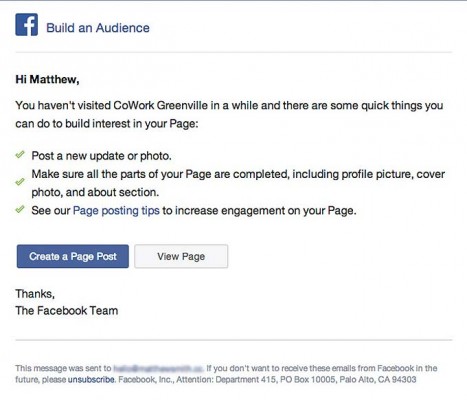 f Build an Audience
Hi Matthew,
You haven't visited CoWork Greenville in a while and there are some quick things you
can do to build interest in your Page:
Post a new update or photo.
Make sure all the parts of your Page are completed, including profile picture, cover
photo, and about section.
See our Page posting tips to increase engagement on your Page.
Create a Page Post View Page
Thanks,
The Facebook Team
This message was sent to . If you don't want to receive these emails from Facebook in the
future, please unsubscribe. Facebook, Inc., Attention: Department 415, PO Box 10005, Palo Alto, CA 94303